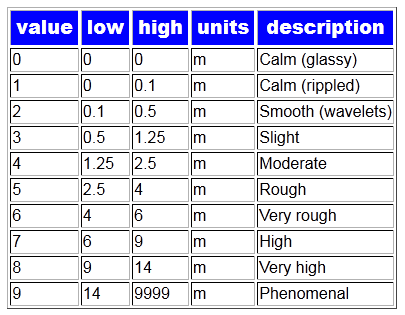 value low high units description
0 0 0 m Calm (glassy)
1 0 0.1 m Calm (rippled)
2 0.1 0.5 m Smooth (wavelets)
3 0.5 1.25 m Slight
4 1.25 2.5 m Moderate
5 2.5 4 m Rough
6 4 6 m Very rough
7 6 9 m High
8 9 14 m Very high
9 14 9999 m Phenomenal